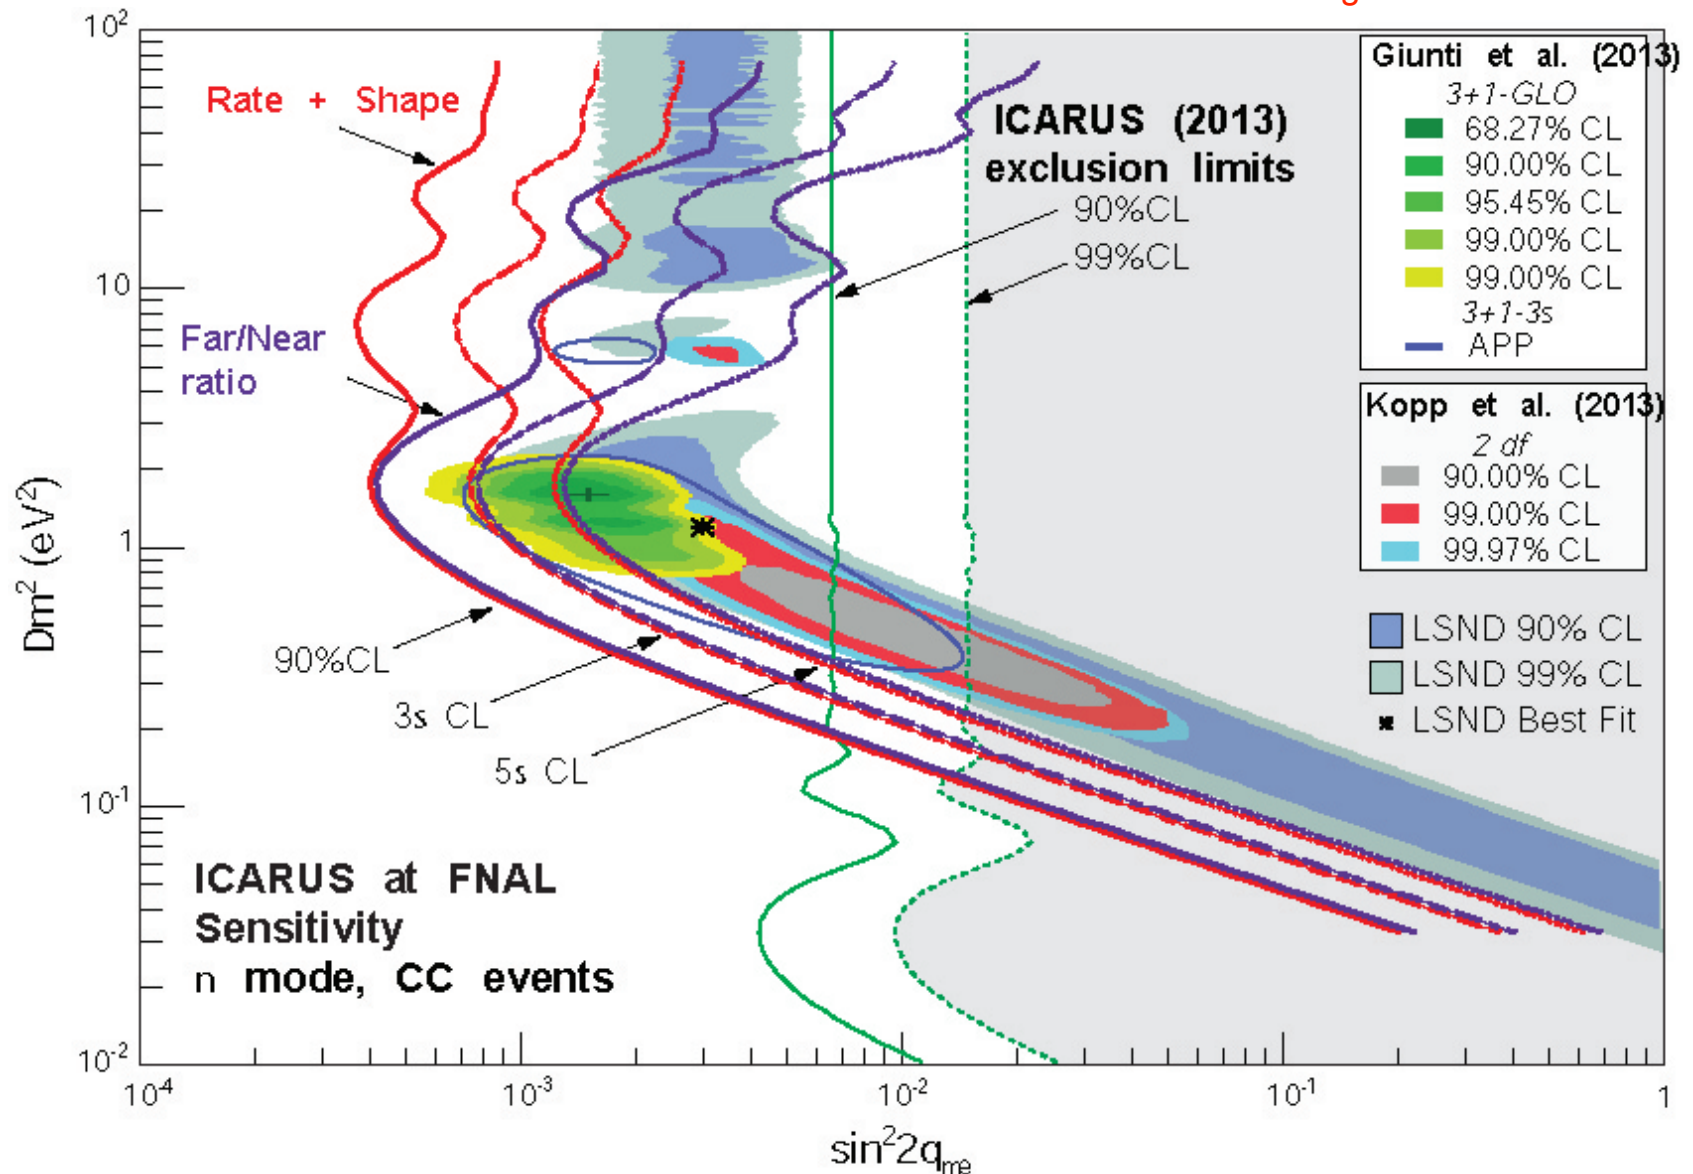 g
10²
10
1
10⁻¹
10⁻²
Dm² (eV²)
Rate + Shape
Far/Near
ratio
ICARUS (2013)
exclusion limits
90%CL
99%CL
90%CL
3s CL
5s CL
ICARUS at FNAL
Sensitivity
n mode, CC events
Giunti et al. (2013)
3+1-GLO
68.27% CL
90.00% CL
95.45% CL
99.00% CL
99.00% CL
3+1-3s
APP
Kopp et al. (2013)
2 df
90.00% CL
99.00% CL
99.97% CL
LSND 90% CL
LSND 99% CL
LSND Best Fit
10⁻⁴
10⁻³
10⁻²
10⁻¹
1
sin²2qme